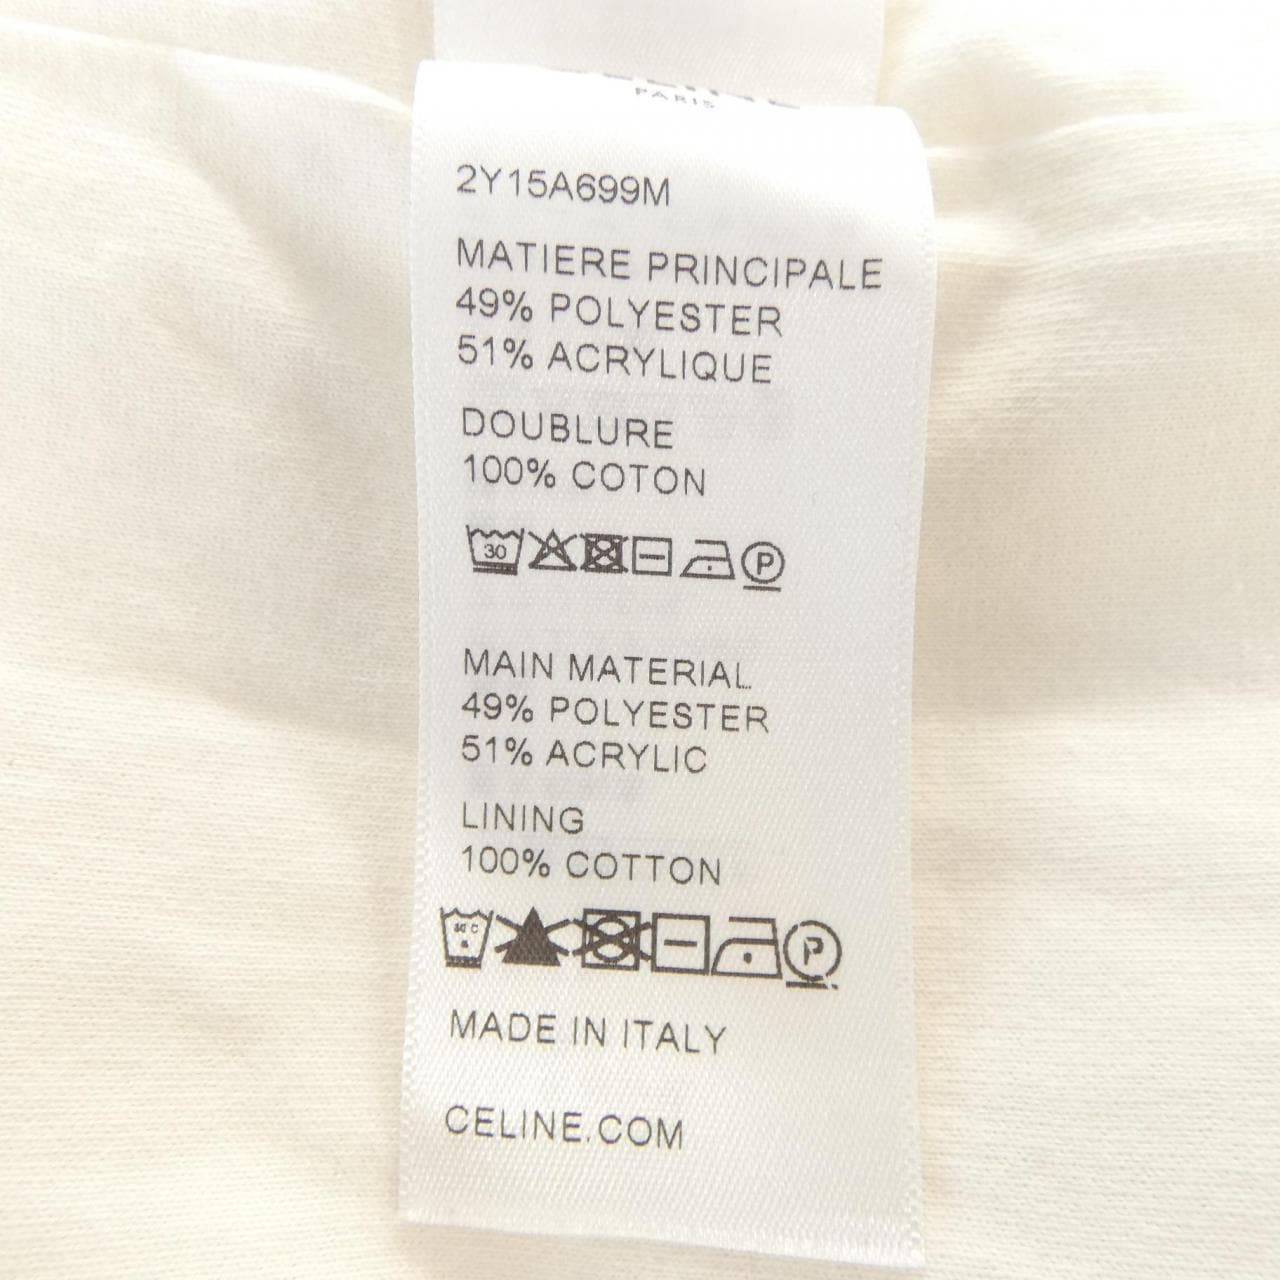 PARIS
2Y15A699M
MATIERE PRINCIPALE
49% POLYESTER
51% ACRYLIQUE
DOUBLURE
100% COTON
30
P
MAIN MATERIAL
49% POLYESTER
51% ACRYLIC
LINING
100% COTTON
P
MADE IN ITALY
CELINE.COM